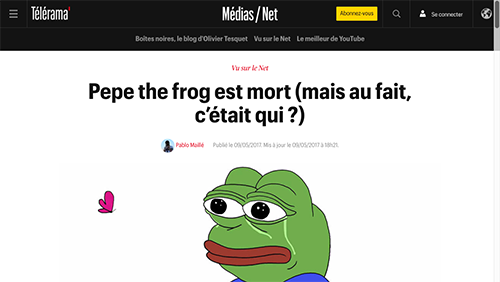 Télérama'
Médias / Net
Abonnez-vous
Se connecter
Boîtes noires, le blog d'Olivier Tesquet
Vu sur le Net
Le meilleur de YouTube
Vu sur le Net
Pepe the frog est mort (mais au fait,
c'était qui ?)
Pablo Maillé
Publié le 09/05/2017. Mis à jour le 09/05/2017 à 18h21.